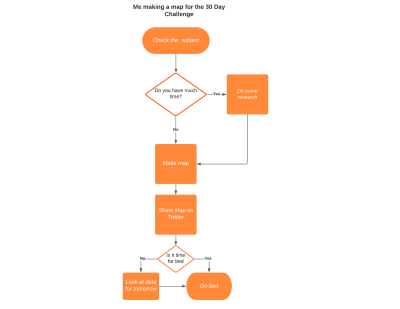 Me making a map for the 30 Day
Challenge
Check the subject
Do you have much
time?
Yes
Do some
research
No
Make map
Share Map on
Twitter
Is it time
for bed
No
Yes
Look at data
for tomorrow
Go bed